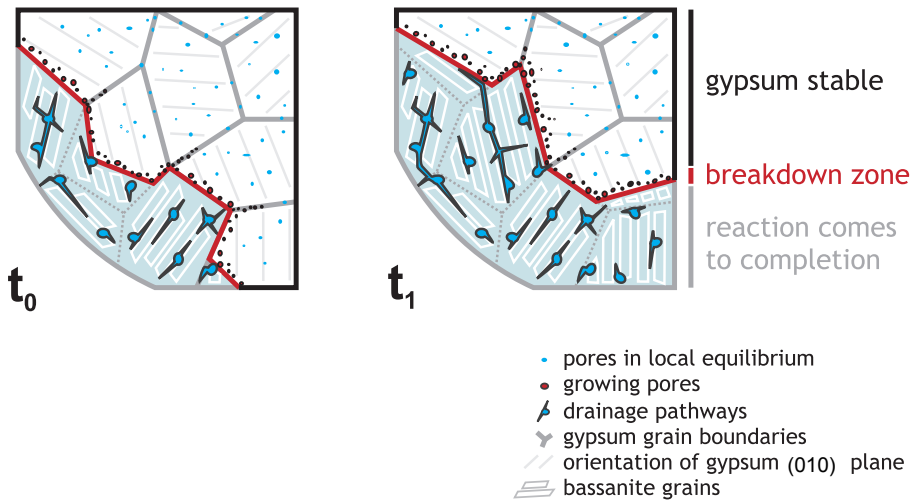 t0
t1
gypsum stable
breakdown zone
reaction comes
to completion
pores in local equilibrium
growing pores
drainage pathways
gypsum grain boundaries
orientation of gypsum (010) plane
bassanite grains